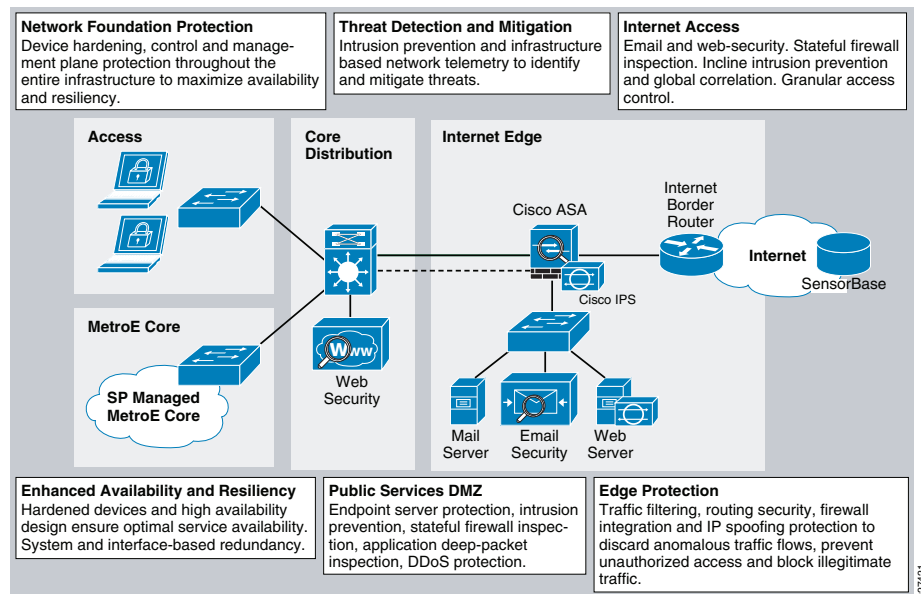 Network Foundation Protection
Device hardening, control and manage-
ment plane protection throughout the
entire infrastructure to maximize availability
and resiliency.
Threat Detection and Mitigation
Intrusion prevention and infrastructure
based network telemetry to identify
and mitigate threats.
Internet Access
Email and web-security. Stateful firewall
inspection. Incline intrusion prevention
and global correlation. Granular access
control.
Access
Core
Distribution
Internet Edge
Cisco ASA
Internet
Border
Router
Internet
SensorBase
Cisco IPS
MetroE Core
SP Managed
MetroE Core
Www
Web
Security
Mail
Server
Email
Security
Web
Server
Enhanced Availability and Resiliency
Hardened devices and high availability
design ensure optimal service availability.
System and interface-based redundancy.
Public Services DMZ
Endpoint server protection, intrusion
prevention, stateful firewall inspec-
tion, application deep-packet
inspection, DDoS protection.
Edge Protection
Traffic filtering, routing security, firewall
integration and IP spoofing protection to
discard anomalous traffic flows, prevent
unauthorized access and block illegitimate
traffic.